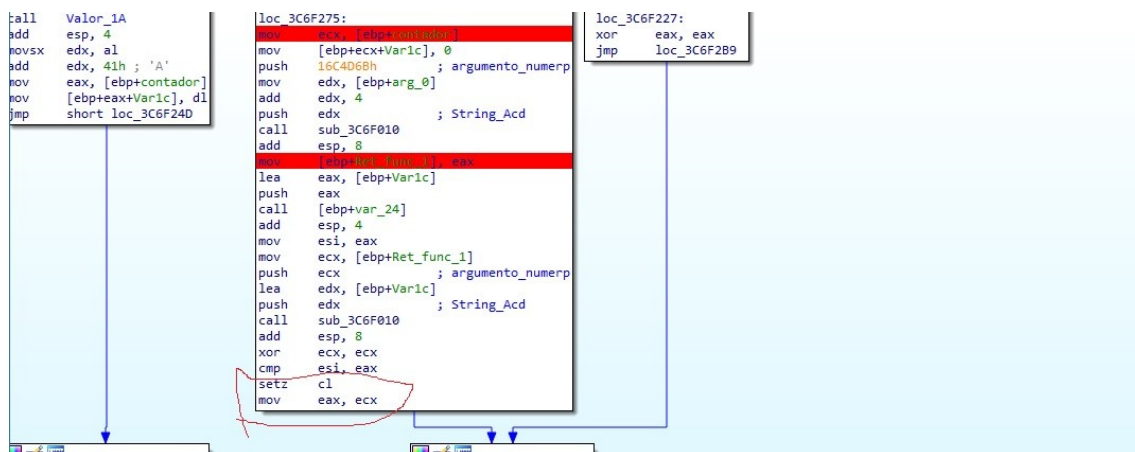 call    Valor_1A
add     esp, 4
movsx   edx, al
add     edx, 41h ; 'A'
mov     eax, [ebp+contador]
mov     [ebp+eax+Var1c], dl
jmp     short loc_3C6F24D
loc_3C6F275:
mov     ecx, [ebp+contador]
mov     [ebp+ecx+Var1c], 0
push    16C4D6Bh        ; argumento_numerp
mov     edx, [ebp+arg_0]
add     edx, 4
push    edx             ; String_Acd
call    sub_3C6F010
add     esp, 8
mov     [ebp+Ret_func_1], eax
lea     eax, [ebp+Var1c]
push    eax
call    [ebp+var_24]
add     esp, 4
mov     esi, eax
mov     ecx, [ebp+Ret_func_1]
push    ecx             ; argumento_numerp
lea     edx, [ebp+Var1c]
push    edx             ; String_Acd
call    sub_3C6F010
add     esp, 8
xor     ecx, ecx
cmp     esi, eax
setz    cl
mov     eax, ecx
loc_3C6F227:
xor     eax, eax
jmp     loc_3C6F2B9